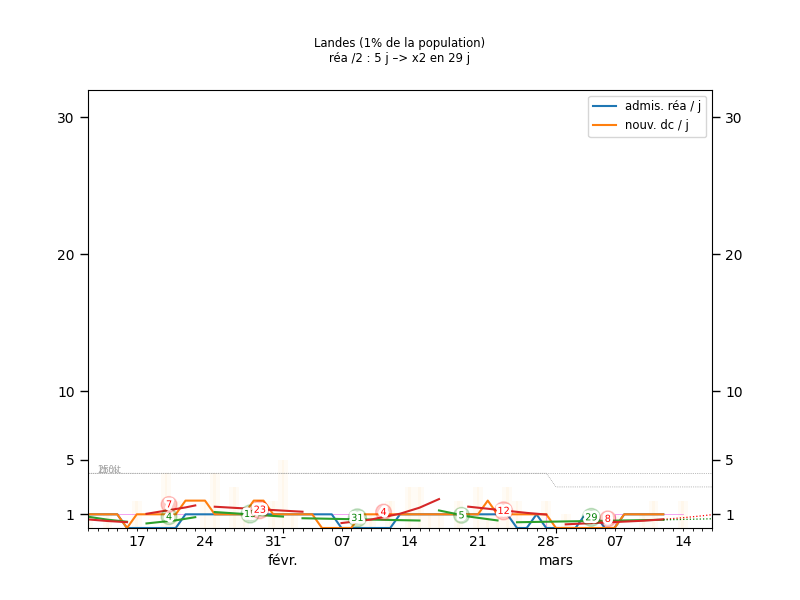 Landes (1% de la population)
réa /2 : 5 j –> x2 en 29 j
admis. réa / j
nouv. dc / j
30 30
20 20
10 10
5 5
1 1
7 4 23 31 4 5 12 29 8
17 24 31- 07 14 21 28- 07 14
févr. mars